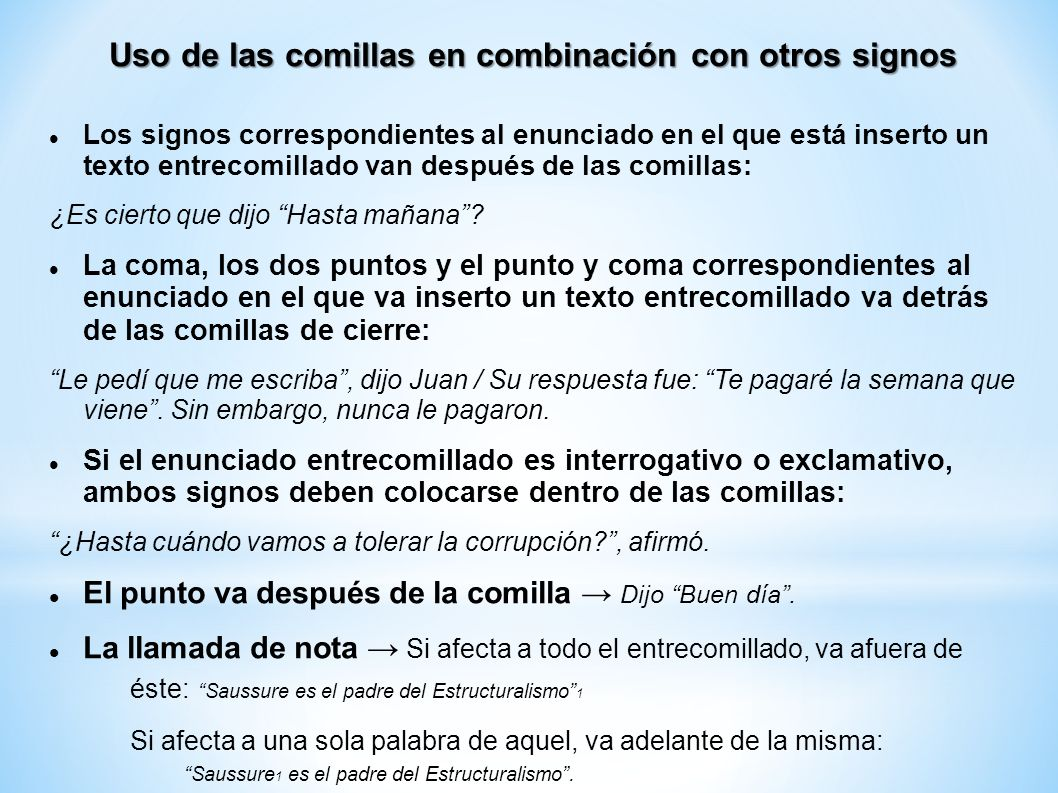 Uso de las comillas en combinación con otros signos
● Los signos correspondientes al enunciado en el que está inserto un
texto entrecomillado van después de las comillas:
¿Es cierto que dijo “Hasta mañana”?
● La coma, los dos puntos y el punto y coma correspondientes al
enunciado en el que va inserto un texto entrecomillado va detrás
de las comillas de cierre:
“Le pedí que me escriba”, dijo Juan / Su respuesta fue: “Te pagaré la semana que
viene”. Sin embargo, nunca le pagaron.
● Si el enunciado entrecomillado es interrogativo o exclamativo,
ambos signos deben colocarse dentro de las comillas:
“¿Hasta cuándo vamos a tolerar la corrupción?”, afirmó.
● El punto va después de la comilla → Dijo “Buen día”.
● La llamada de nota → Si afecta a todo el entrecomillado, va afuera de
éste: “Saussure es el padre del Estructuralismo”1
Si afecta a una sola palabra de aquel, va adelante de la misma:
“Saussure1 es el padre del Estructuralismo”.